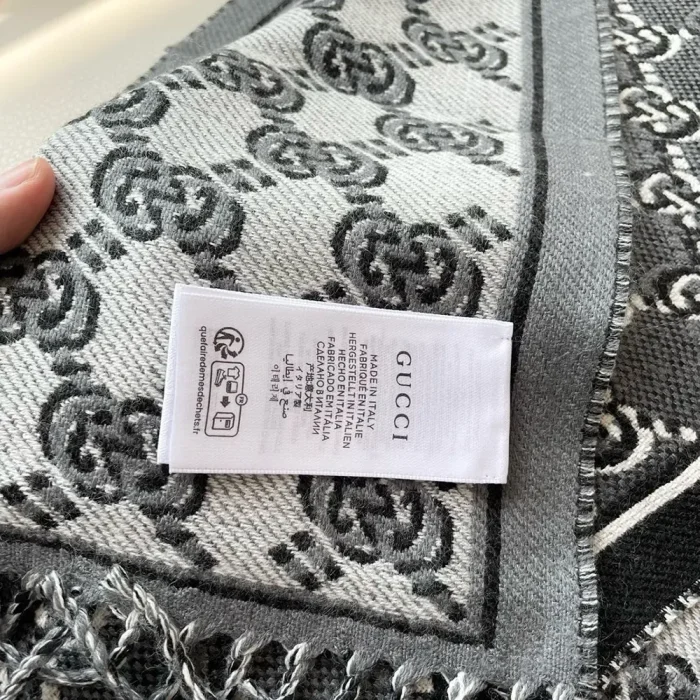 GUCCI
MADE IN ITALY
FABRIQUÉ EN ITALIE
HERGESTELLT IN ITALIEN
HECHO EN ITALIA
FABRICADO EM ITÁLIA
СДЕЛАНО В ИТАЛИИ
产地:意大利
イタリア製
صنع في إيطاليا
이태리제
FR
quefairedemesdechets.fr